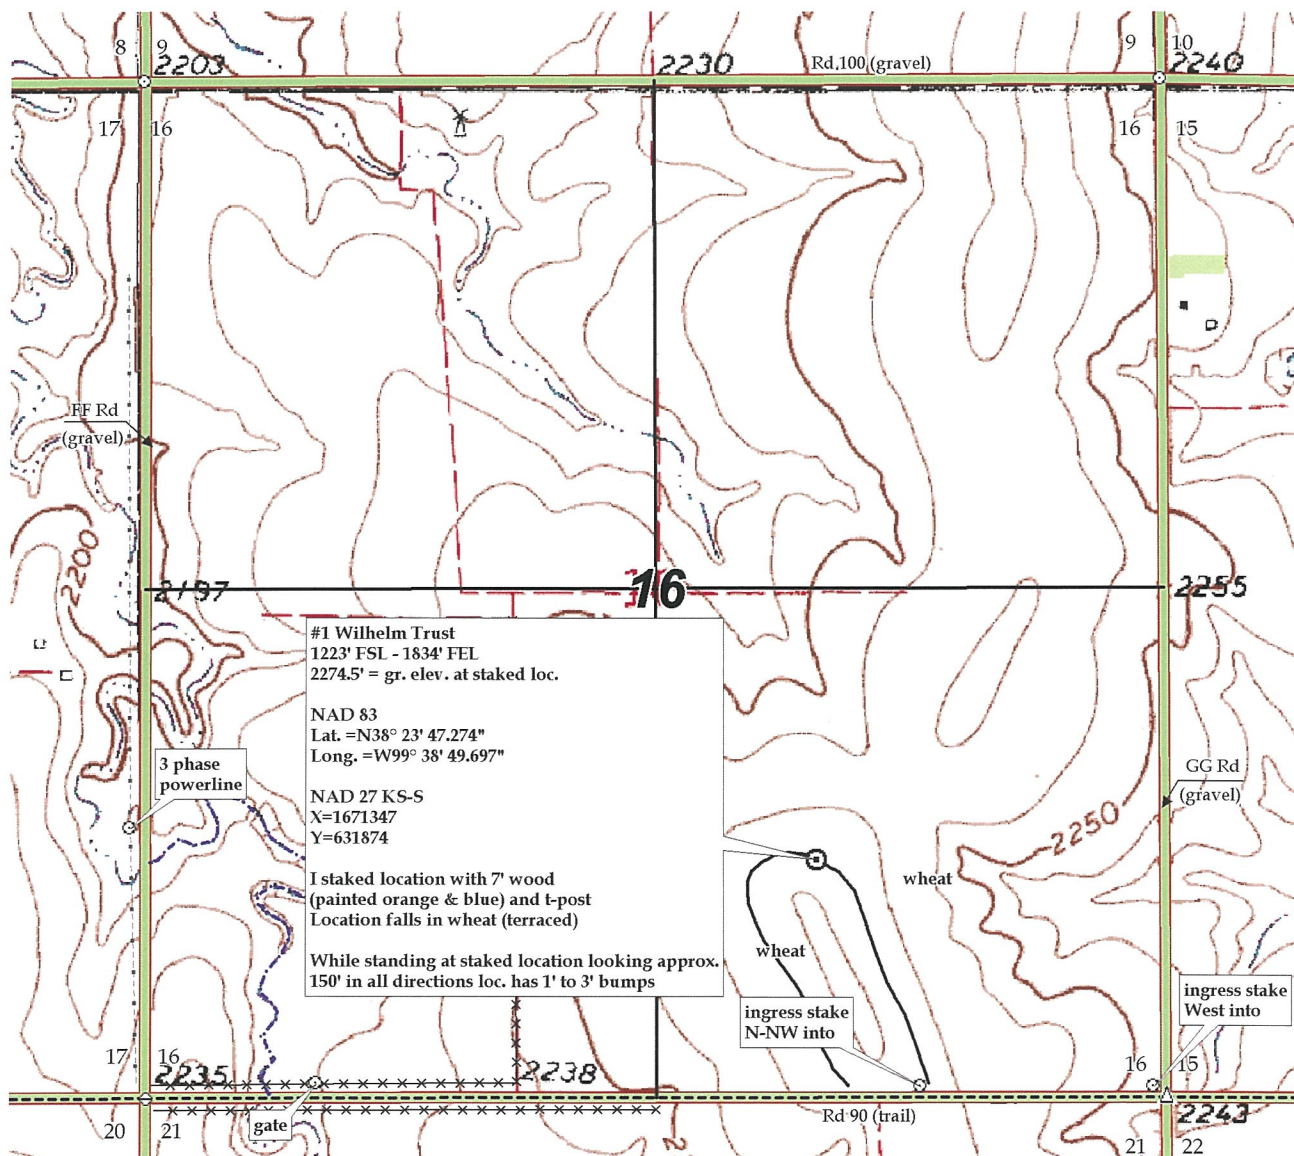 8 9
2203
2230
Rd.100 (gravel)
9 10
2240
17 16
16 15
FF Rd
(gravel)
2200
2197
16
2255
#1 Wilhelm Trust
1223' FSL - 1834' FEL
2274.5' = gr. elev. at staked loc.
NAD 83
Lat. =N38° 23' 47.274"
Long. =W99° 38' 49.697"
NAD 27 KS-S
X=1671347
Y=631874
I staked location with 7' wood
(painted orange & blue) and t-post
Location falls in wheat (terraced)
While standing at staked location looking approx.
150' in all directions loc. has 1' to 3' bumps
3 phase
powerline
GG Rd
(gravel)
2250
wheat
wheat
ingress stake
N-NW into
ingress stake
West into
17 16
2235
2238
16 15
gate
Rd 90 (trail)
2243
20 21
21 22